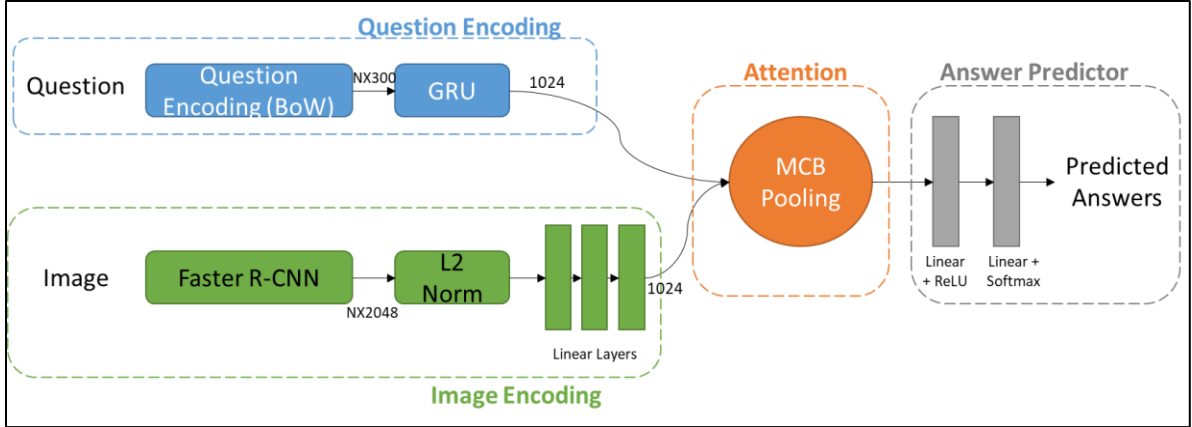 Question Encoding
Question
Question
Encoding (BoW)
NX300
GRU
1024
Attention
MCB
Pooling
Answer Predictor
Predicted
Answers
Linear
+ ReLU
Linear +
Softmax
Image
Faster R-CNN
NX2048
L2
Norm
1024
Linear Layers
Image Encoding